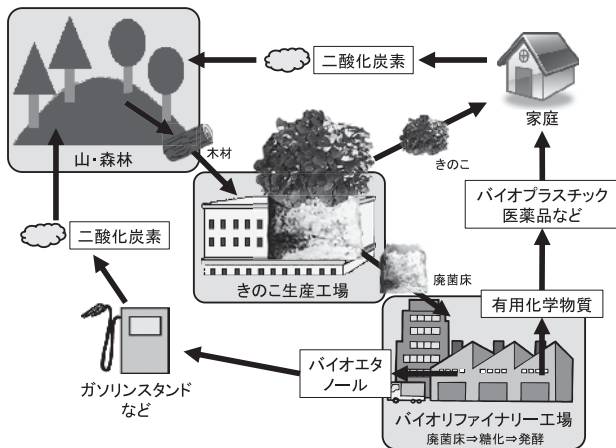 二酸化炭素
家庭
山・森林
木材
きのこ
きのこ生産工場
廃菌床
バイオプラスチック
医薬品など
有用化学物質
二酸化炭素
ガソリンスタンド
など
バイオエタ
ノール
バイオリファイナリー工場
廃菌床⇒糖化⇒発酵